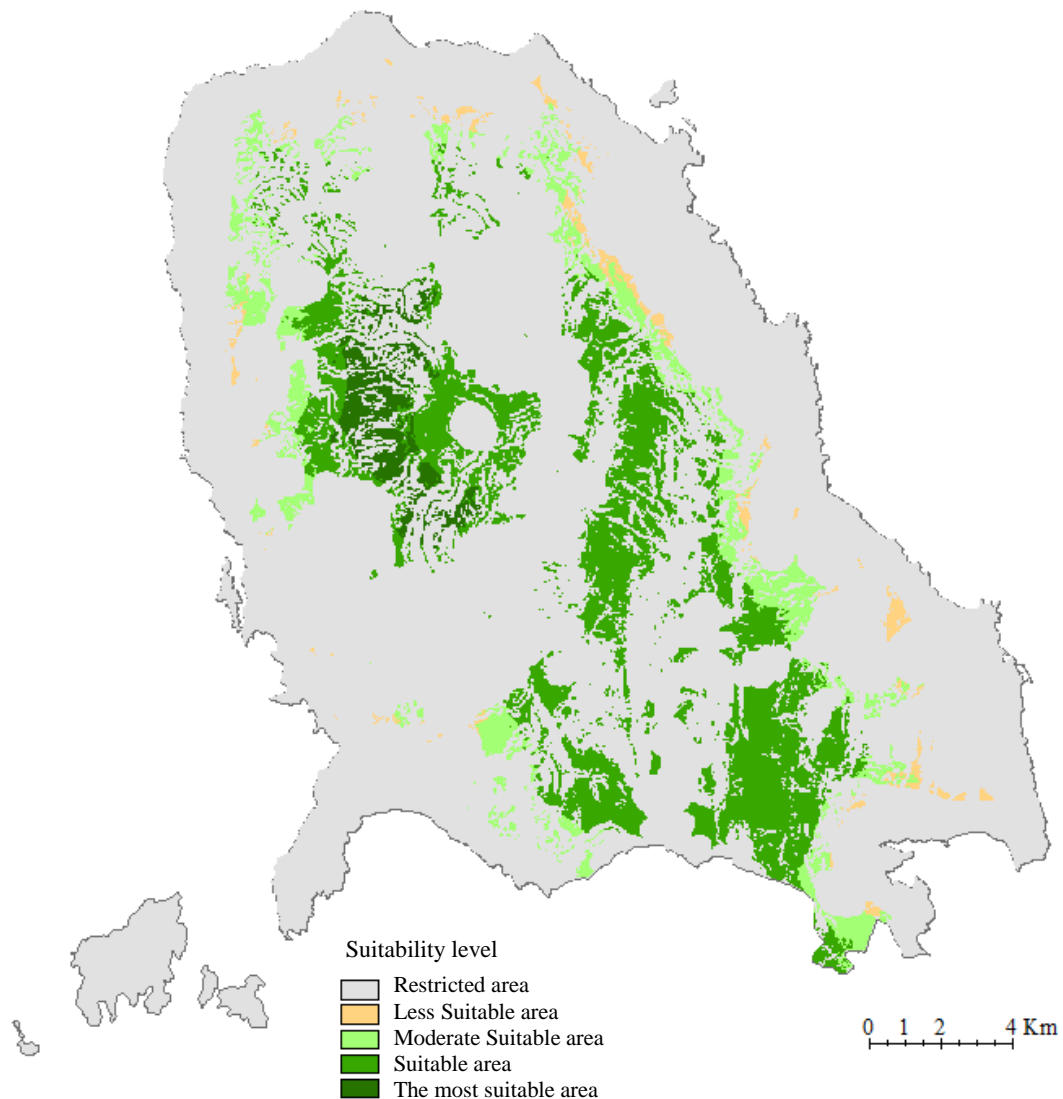 Suitability level
Restricted area
Less Suitable area
Moderate Suitable area
Suitable area
The most suitable area
0 1 2 4 Km